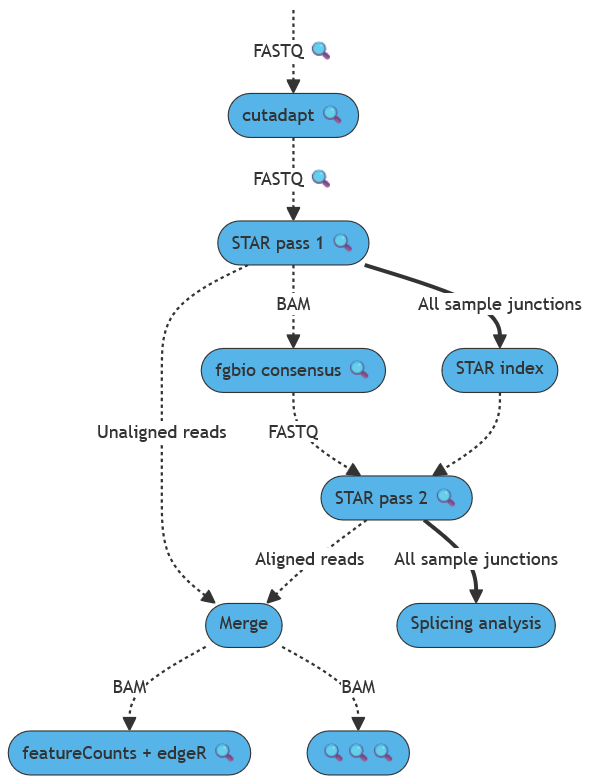 FASTQ 🔍
cutadapt 🔍
FASTQ 🔍
STAR pass 1 🔍
BAM
All sample junctions
fgbio consensus 🔍
STAR index
Unaligned reads
FASTQ
STAR pass 2 🔍
Aligned reads
All sample junctions
Merge
Splicing analysis
BAM
BAM
featureCounts + edgeR 🔍
🔍🔍🔍